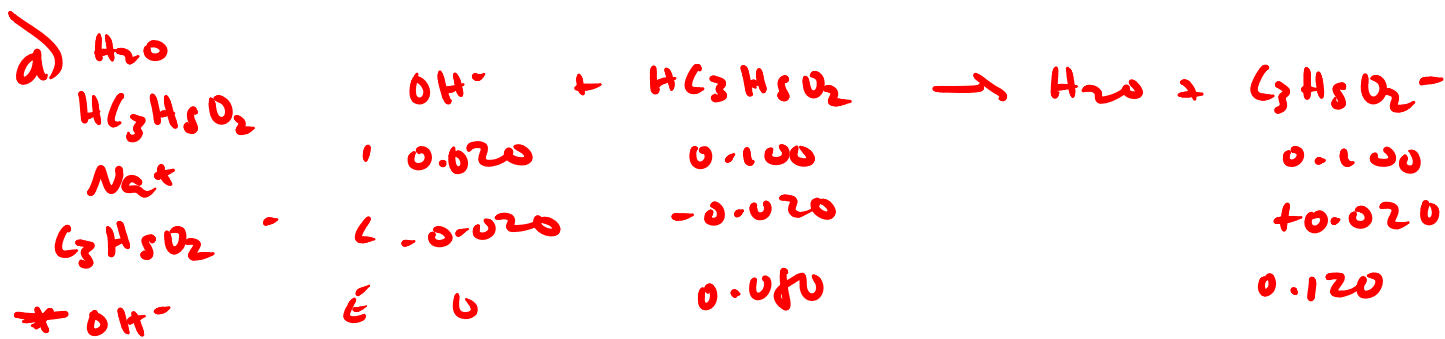 d) H2O
HC3H5O2
Na+
C3H5O2 -
* OH-
OH- + HC3H5O2 → H2O + C3H5O2-
I 0.020 0.100 0.100
C -0.020 -0.020 +0.020
E 0 0.080 0.120